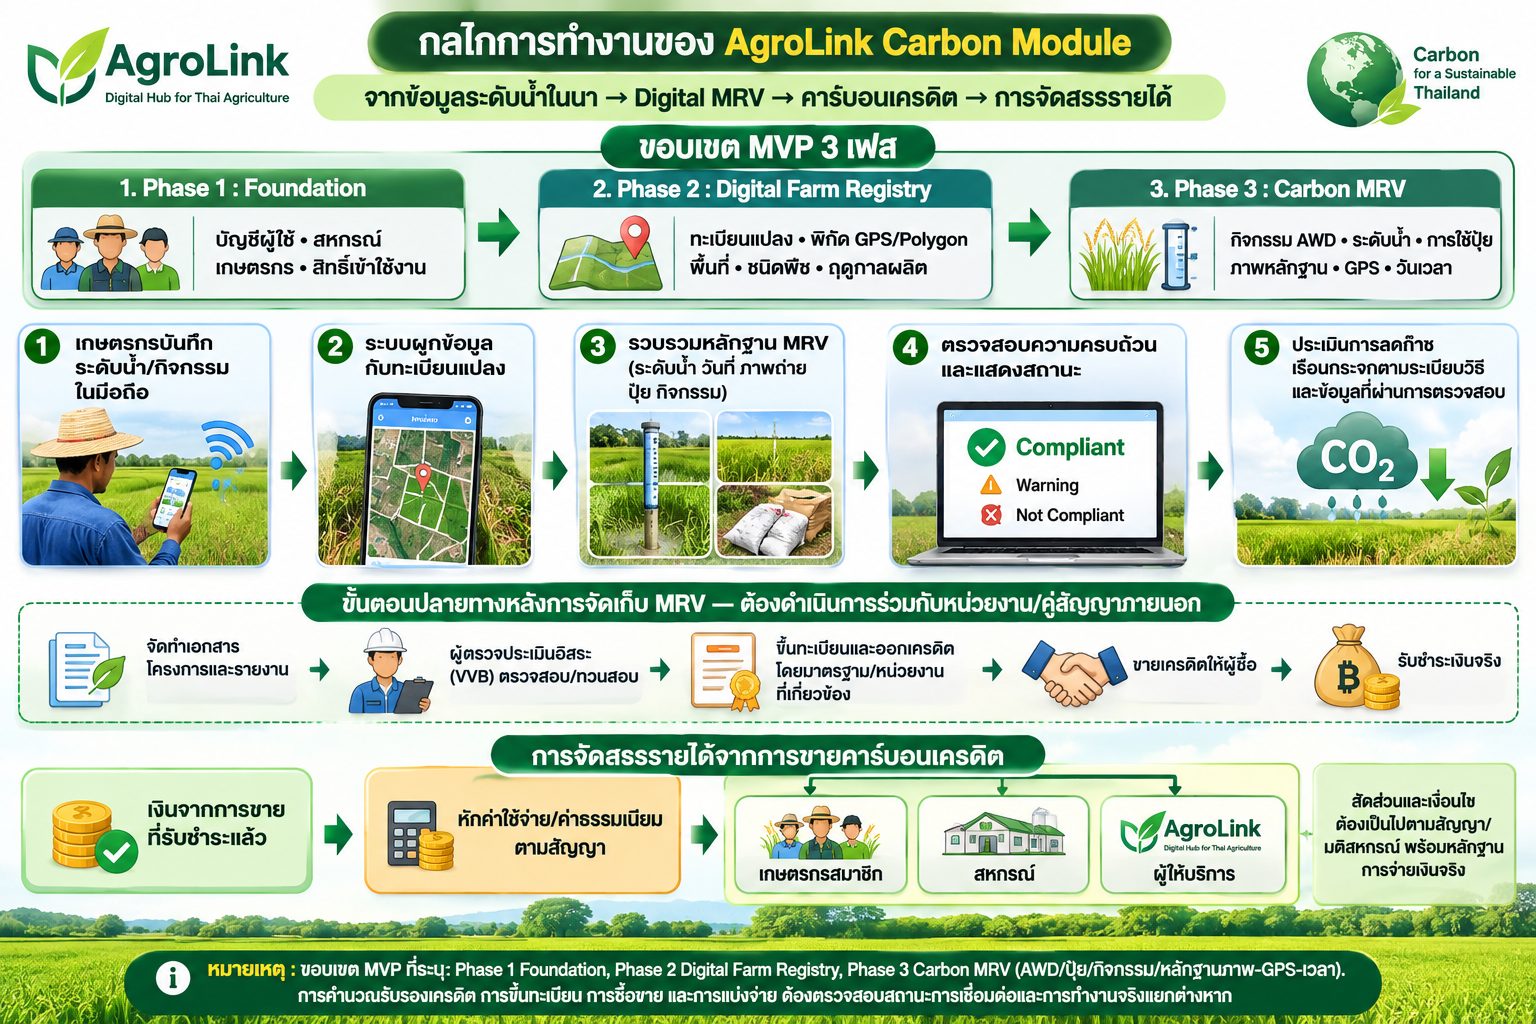 AgroLink
Digital Hub for Thai Agriculture
กลไกการทำงานของ AgroLink Carbon Module
จากข้อมูลระดับน้ำในนา → Digital MRV → คาร์บอนเครดิต → การจัดสรรรายได้
Carbon
for a Sustainable
Thailand
ขอบเขต MVP 3 เฟส
1. Phase 1 : Foundation
บัญชีผู้ใช้ • สหกรณ์
เกษตรกร • สิทธิ์เข้าใช้งาน
2. Phase 2 : Digital Farm Registry
ทะเบียนแปลง • พิกัด GPS/Polygon
พื้นที่ • ชนิดพืช • ฤดูกาลผลิต
3. Phase 3 : Carbon MRV
กิจกรรม AWD • ระดับน้ำ • การใช้ปุ๋ย
ภาพหลักฐาน • GPS • วันเวลา
1 เกษตรกรบันทึก
ระดับน้ำ/กิจกรรม
ในมือถือ
2 ระบบผูกข้อมูล
กับทะเบียนแปลง
3 รวบรวมหลักฐาน MRV
(ระดับน้ำ วันที่ ภาพถ่าย
ปุ๋ย กิจกรรม)
4 ตรวจสอบความครบถ้วน
และแสดงสถานะ
Compliant
Warning
Not Compliant
5 ประเมินการลดก๊าซ
เรือนกระจกตามระเบียบวิธี
และข้อมูลที่ผ่านการตรวจสอบ
CO2
ขั้นตอนปลายทางหลังการจัดเก็บ MRV — ต้องดำเนินการร่วมกับหน่วยงาน/คู่สัญญาภายนอก
จัดทำเอกสาร
โครงการและรายงาน
ผู้ตรวจประเมินอิสระ
(VVB) ตรวจสอบ/ทวนสอบ
ขึ้นทะเบียนและออกเครดิต
โดยมาตรฐาน/หน่วยงาน
ที่เกี่ยวข้อง
ขายเครดิตให้ผู้ซื้อ
รับชำระเงินจริง
การจัดสรรรายได้จากการขายคาร์บอนเครดิต
เงินจากการขาย
ที่รับชำระแล้ว
หักค่าใช้จ่าย/ค่าธรรมเนียม
ตามสัญญา
เกษตรกรสมาชิก
สหกรณ์
AgroLink
Digital Hub for Thai Agriculture
ผู้ให้บริการ
สัดส่วนและเงื่อนไข
ต้องเป็นไปตามสัญญา/
มติสหกรณ์ พร้อมหลักฐาน
การจ่ายเงินจริง
หมายเหตุ : ขอบเขต MVP ที่ระบุ: Phase 1 Foundation, Phase 2 Digital Farm Registry, Phase 3 Carbon MRV (AWD/ปุ๋ย/กิจกรรม/หลักฐานภาพ-GPS-เวลา).
การคำนวณรับรองเครดิต การขึ้นทะเบียน การซื้อขาย และการแบ่งจ่าย ต้องตรวจสอบสถานะการเชื่อมต่อและการทำงานจริงแยกต่างหาก